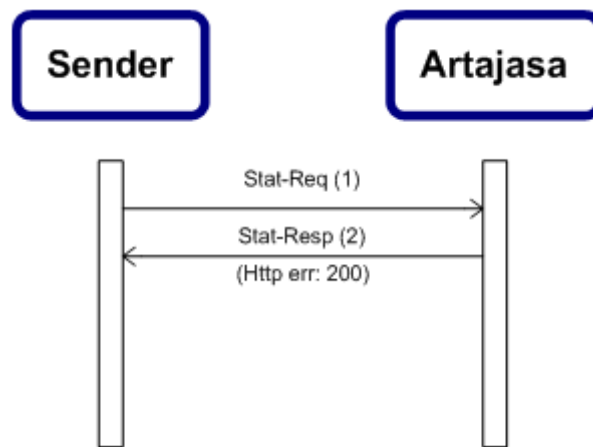 Sender
Artajasa
Stat-Req (1)
Stat-Resp (2)
(Http err: 200)